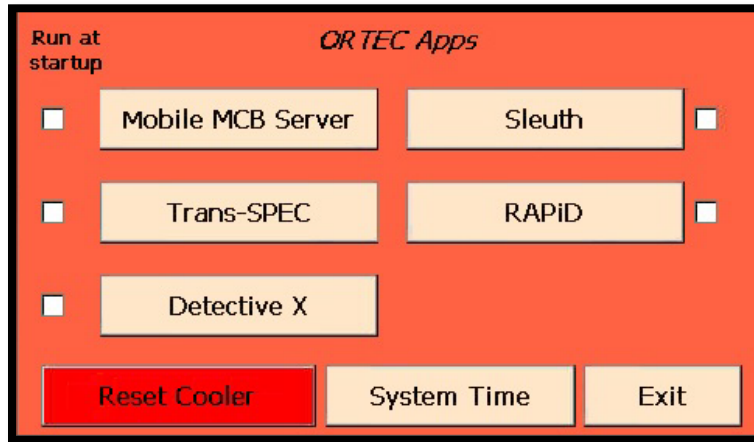 Run at
startup
ORTEC Apps
Mobile MCB Server
Sleuth
Trans-SPEC
RAPiD
Detective X
Reset Cooler
System Time
Exit